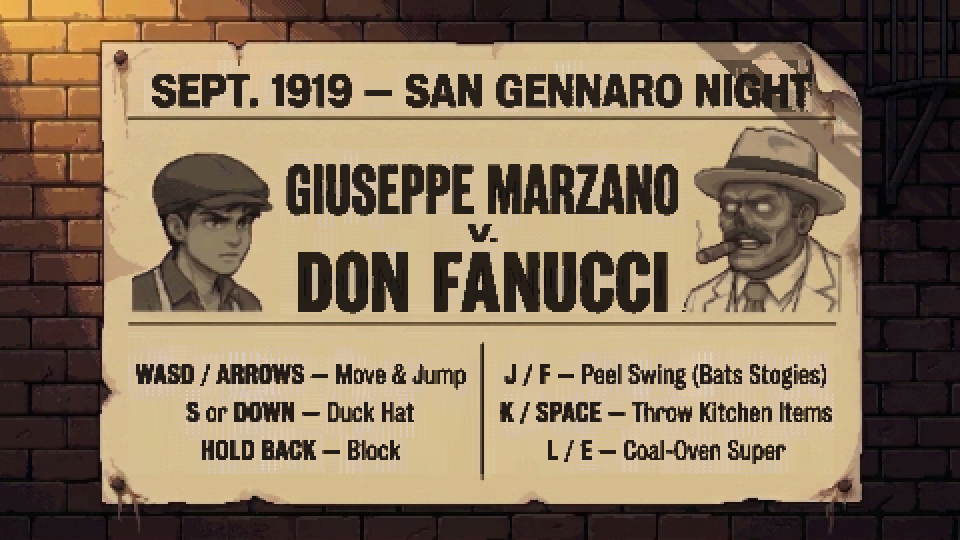 SEPT. 1919 — SAN GENNARO NIGHT
GIUSEPPE MARZANO
V.
DON FANUCCI
WASD / ARROWS — Move & Jump
S or DOWN — Duck Hat
HOLD BACK — Block
J / F — Peel Swing (Bats Stogies)
K / SPACE — Throw Kitchen Items
L / E — Coal-Oven Super